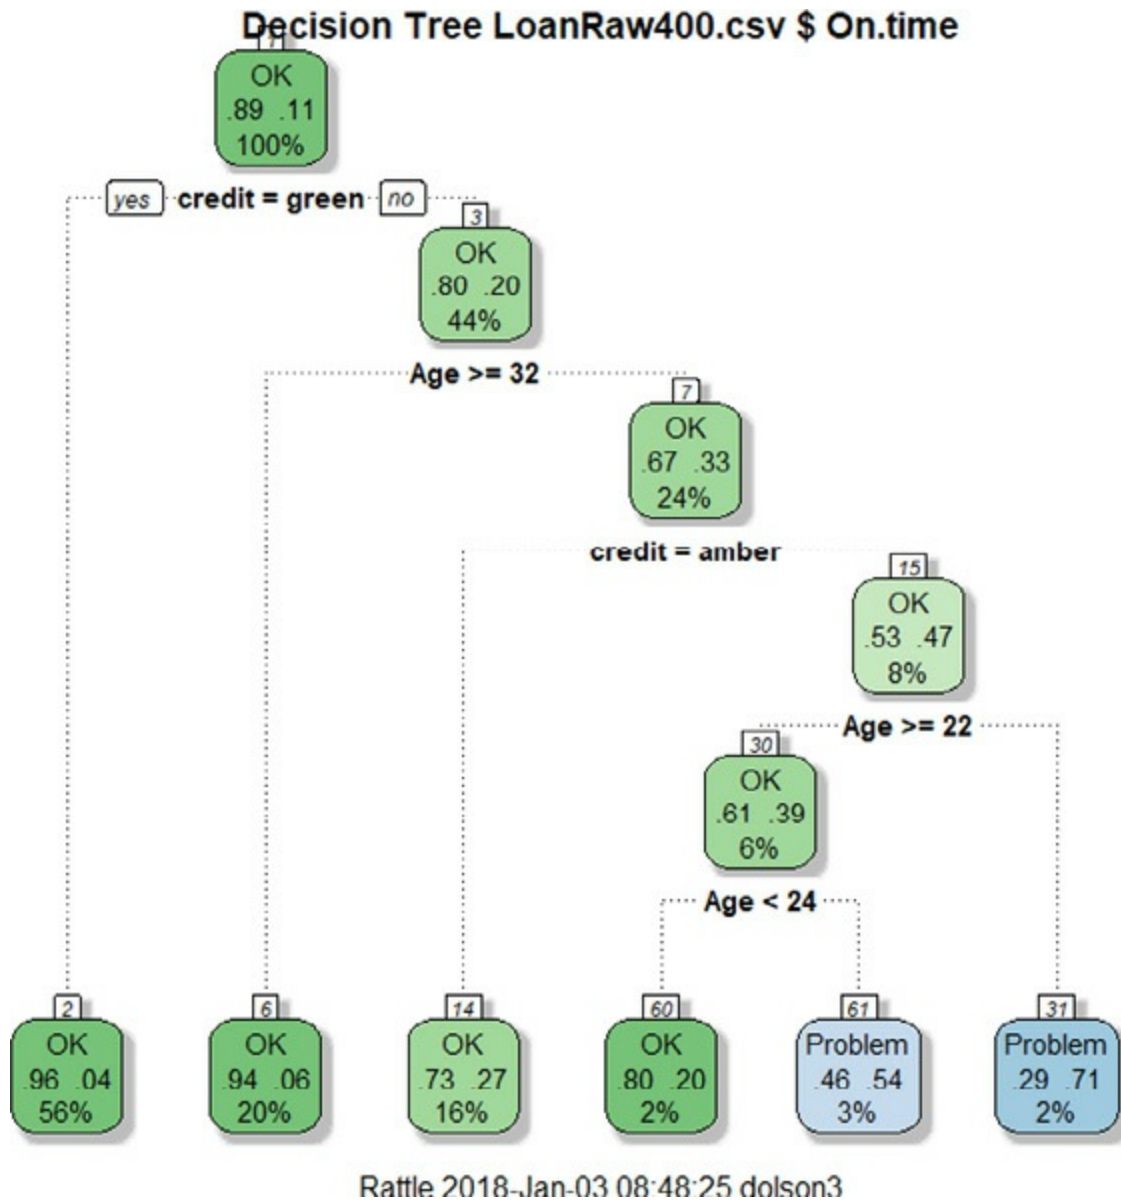 Decision Tree LoanRaw400.csv $ On.time
1
OK
.89 .11
100%
yes credit = green no
3
OK
.80 .20
44%
Age >= 32
7
OK
.67 .33
24%
credit = amber
15
OK
.53 .47
8%
Age >= 22
30
OK
.61 .39
6%
Age < 24
2
OK
.96 .04
56%
6
OK
.94 .06
20%
14
OK
.73 .27
16%
60
OK
.80 .20
2%
61
Problem
.46 .54
3%
31
Problem
.29 .71
2%
Rattle 2018-Jan-03 08:48:25 dolson3